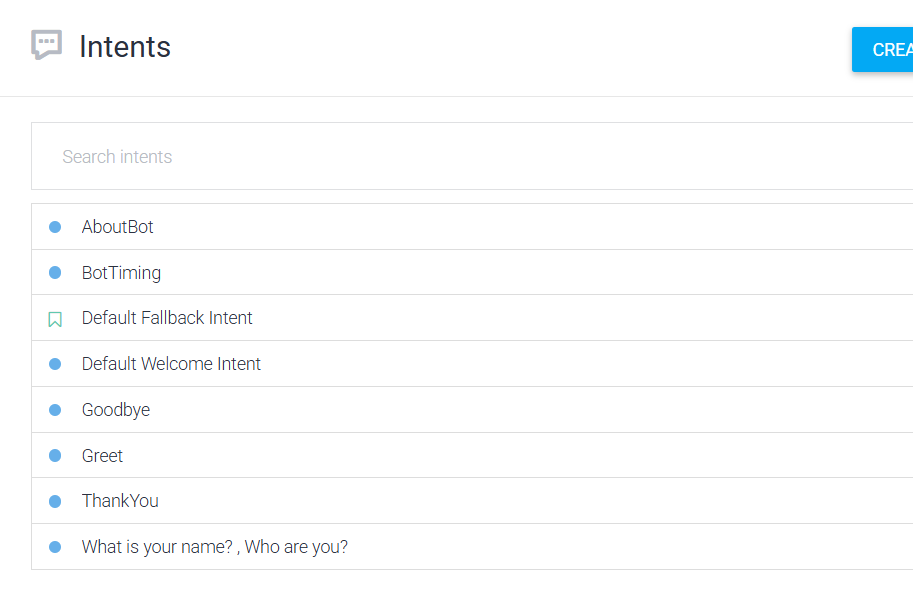 Intents
CREA
Search intents
AboutBot
BotTiming
Default Fallback Intent
Default Welcome Intent
Goodbye
Greet
ThankYou
What is your name? , Who are you?